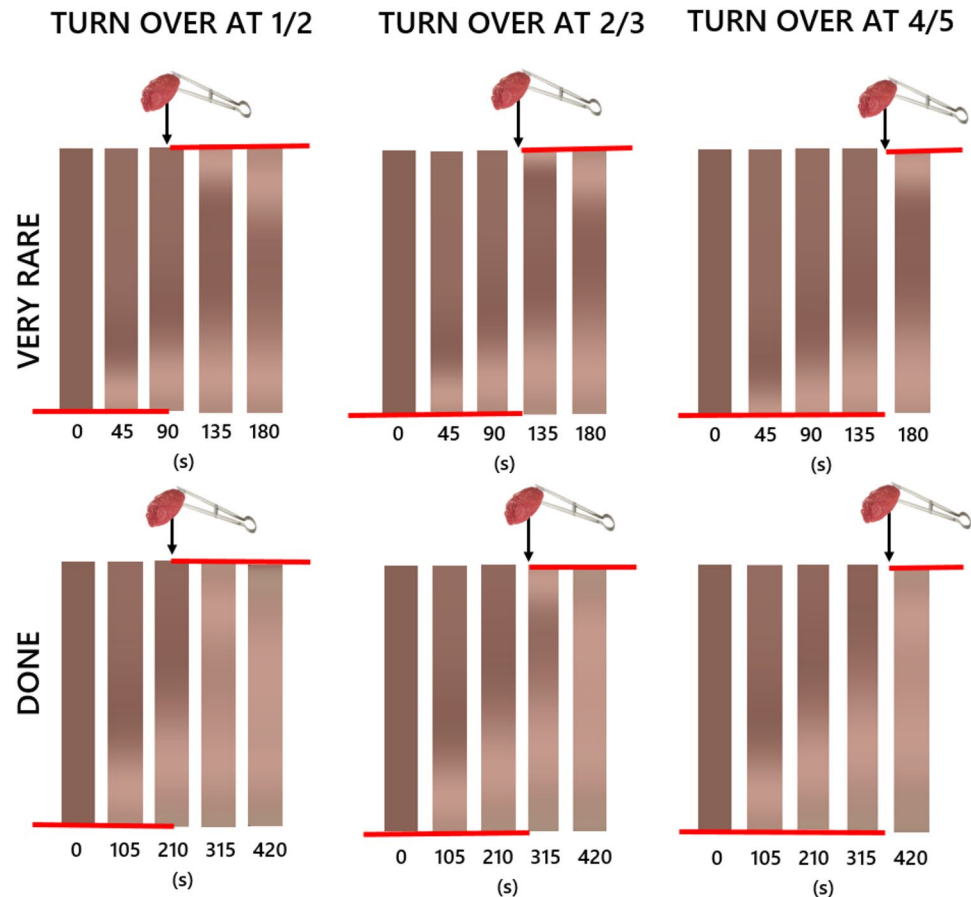 TURN OVER AT 1/2
TURN OVER AT 2/3
TURN OVER AT 4/5
VERY RARE
0 45 90 135 180
(s)
0 45 90 135 180
(s)
0 45 90 135 180
(s)
DONE
0 105 210 315 420
(s)
0 105 210 315 420
(s)
0 105 210 315 420
(s)